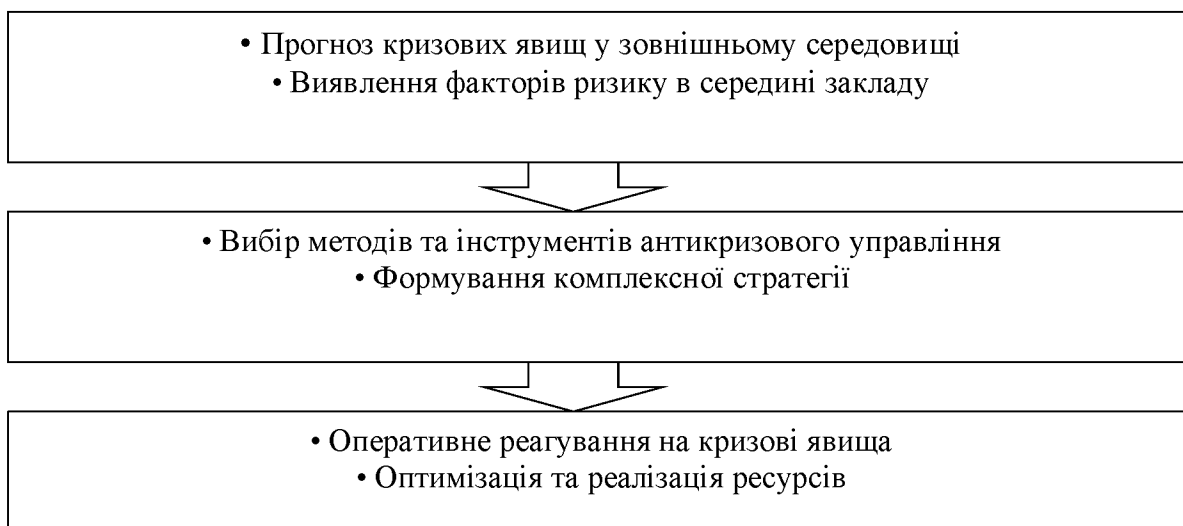 • Прогноз кризових явищ у зовнішньому середовищі
• Виявлення факторів ризику в середині закладу
• Вибір методів та інструментів антикризового управління
• Формування комплексної стратегії
• Оперативне реагування на кризові явища
• Оптимізація та реалізація ресурсів